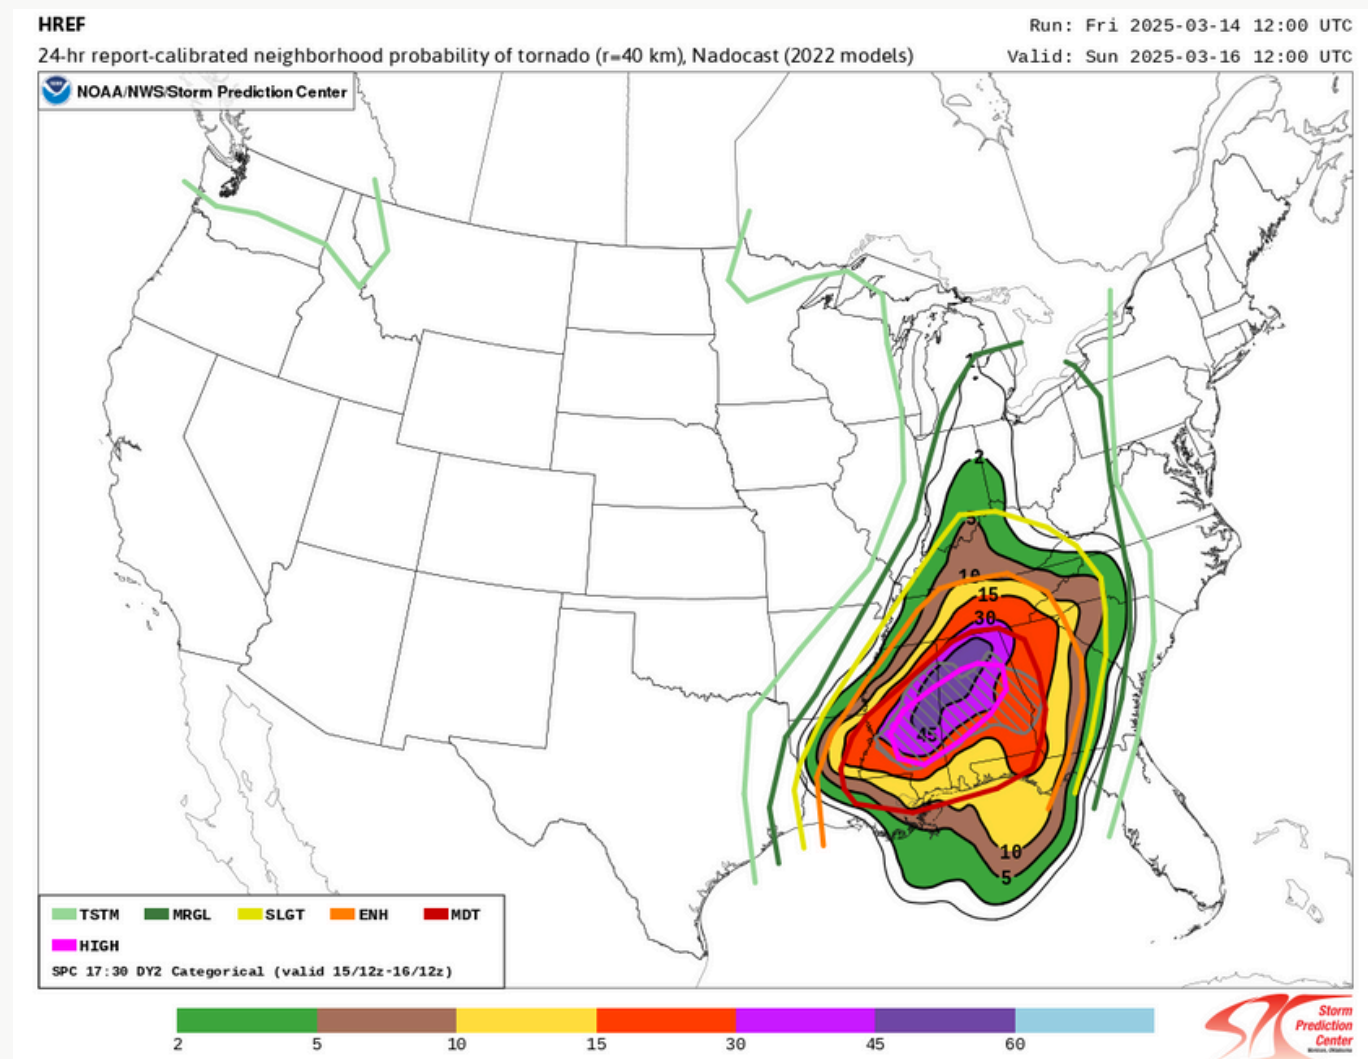 HREF
Run: Fri 2025-03-14 12:00 UTC
24-hr report-calibrated neighborhood probability of tornado (r=40 km), Nadocast (2022 models)
Valid: Sun 2025-03-16 12:00 UTC
NOAA/NWS/Storm Prediction Center
1
2
5
10
15
30
45
10
5
TSTM MRGL SLGT ENH MDT
HIGH
SPC 17:30 DY2 Categorical (valid 15/12z-16/12z)
2 5 10 15 30 45 60
Storm
Prediction
Center
Norman, Oklahoma